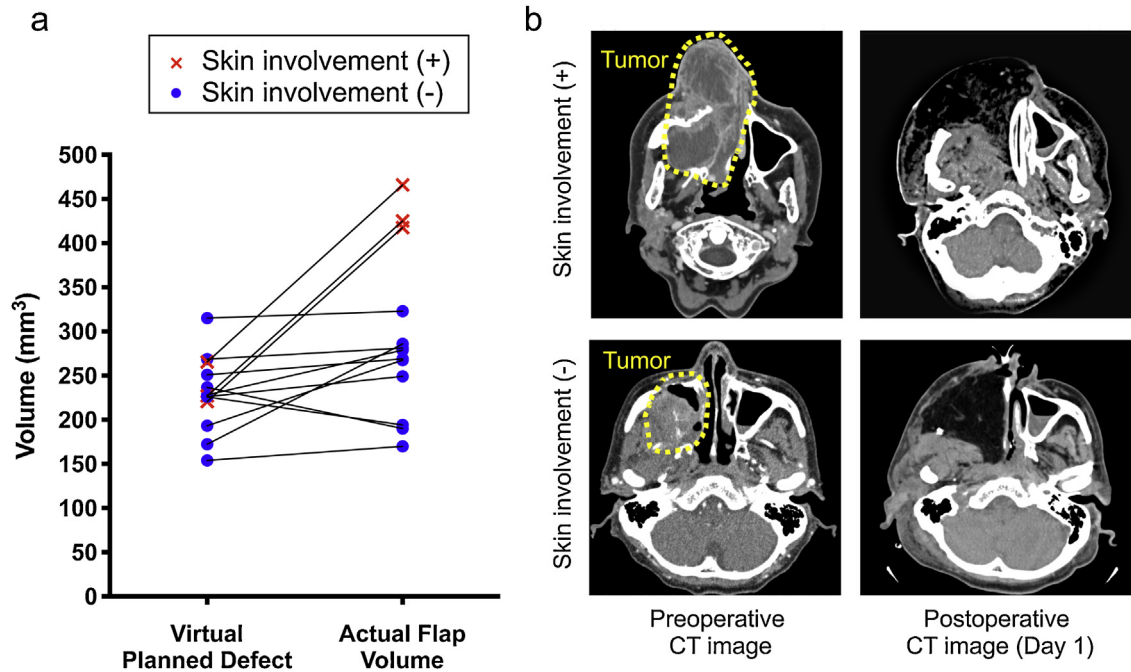 a
Skin involvement (+)
Skin involvement (-)
Volume (mm³)
500
450
400
350
300
250
200
150
100
50
0
Virtual
Planned Defect
Actual Flap
Volume
b
Skin involvement (+)
Tumor
Skin involvement (-)
Tumor
Preoperative
CT image
Postoperative
CT image (Day 1)